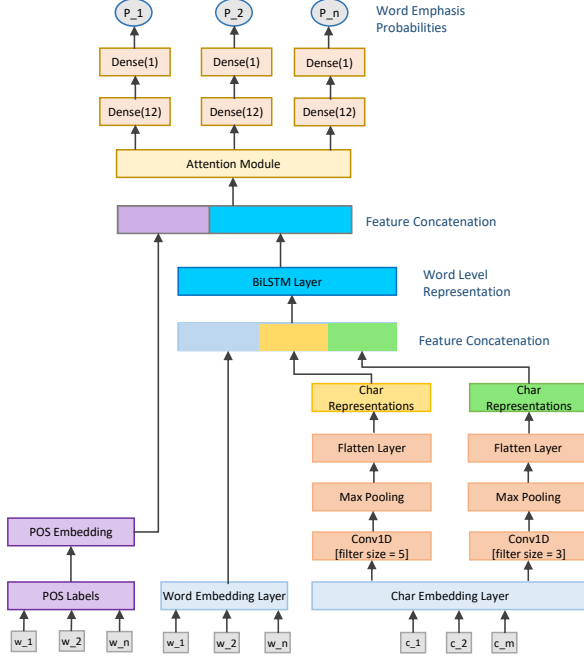 P_1
P_2
P_n
Word Emphasis
Probabilities
Dense(1)
Dense(1)
Dense(1)
Dense(12)
Dense(12)
Dense(12)
Attention Module
Feature Concatenation
BiLSTM Layer
Word Level
Representation
Feature Concatenation
Char
Representations
Char
Representations
Flatten Layer
Flatten Layer
Max Pooling
Max Pooling
POS Embedding
Conv1D
[filter size = 5]
Conv1D
[filter size = 3]
POS Labels
Word Embedding Layer
Char Embedding Layer
w_1
w_2
w_n
w_1
w_2
w_n
c_1
c_2
c_m